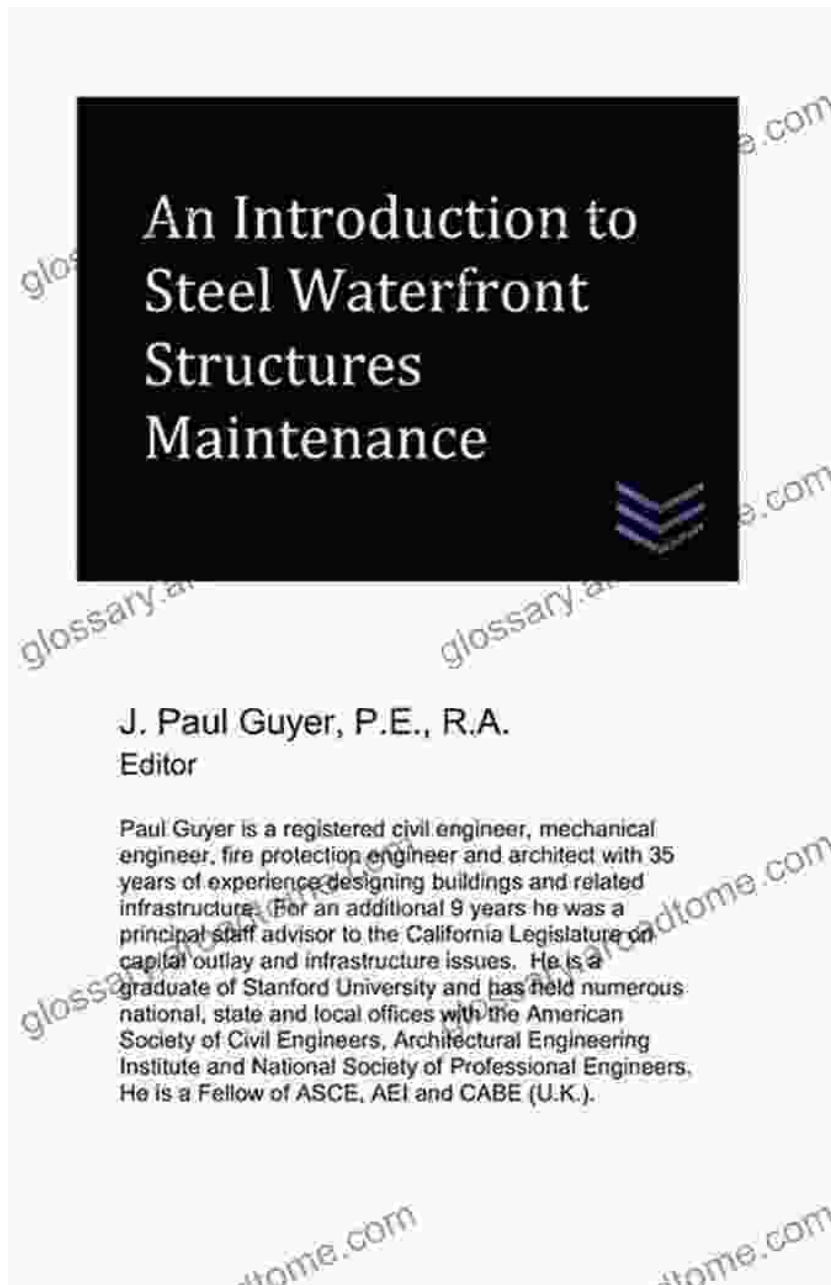 An Introduction to
Steel Waterfront
Structures
Maintenance
J. Paul Guyer, P.E., R.A.
Editor
Paul Guyer is a registered civil engineer, mechanical
engineer, fire protection engineer and architect with 35
years of experience designing buildings and related
infrastructure. For an additional 9 years he was a
principal staff advisor to the California Legislature on
capital outlay and infrastructure issues. He is a
graduate of Stanford University and has held numerous
national, state and local offices with the American
Society of Civil Engineers, Architectural Engineering
Institute and National Society of Professional Engineers.
He is a Fellow of ASCE, AEI and CABE (U.K.).